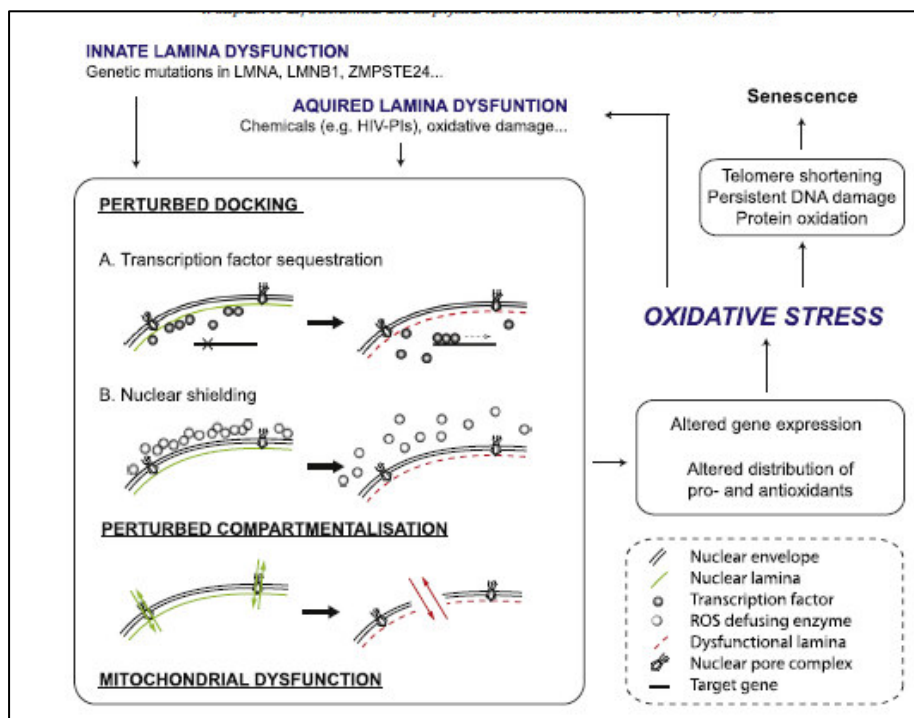 INNATE LAMINA DYSFUNCTION
Genetic mutations in LMNA, LMNB1, ZMPSTE24...
AQUIRED LAMINA DYSFUNTION
Chemicals (e.g. HIV-PIs), oxidative damage...
Senescence
Telomere shortening
Persistent DNA damage
Protein oxidation
OXIDATIVE STRESS
PERTURBED DOCKING
A. Transcription factor sequestration
B. Nuclear shielding
Altered gene expression
Altered distribution of
pro- and antioxidants
PERTURBED COMPARTMENTALISATION
MITOCHONDRIAL DYSFUNCTION
Nuclear envelope
Nuclear lamina
Transcription factor
ROS defusing enzyme
Dysfunctional lamina
Nuclear pore complex
Target gene